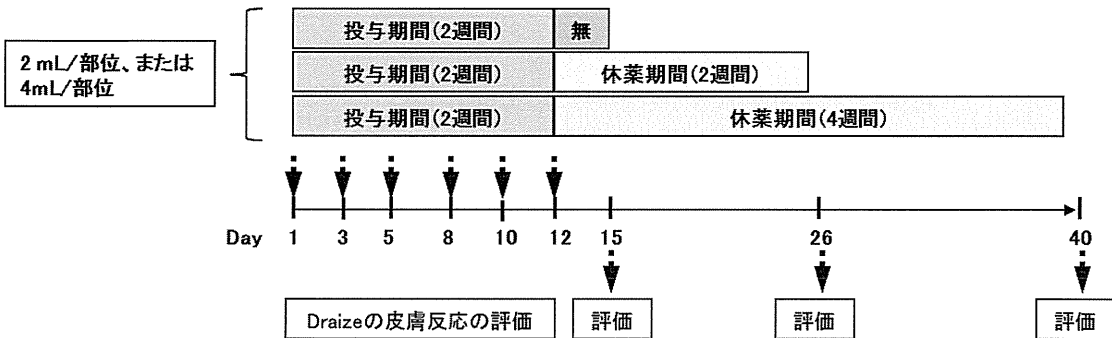 投与期間(2週間) 無
2 mL/部位、または
4mL/部位
投与期間(2週間) 休薬期間(2週間)
投与期間(2週間) 休薬期間(4週間)
Day 1 3 5 8 10 12 15 26 40
Draizeの皮膚反応の評価 評価 評価 評価